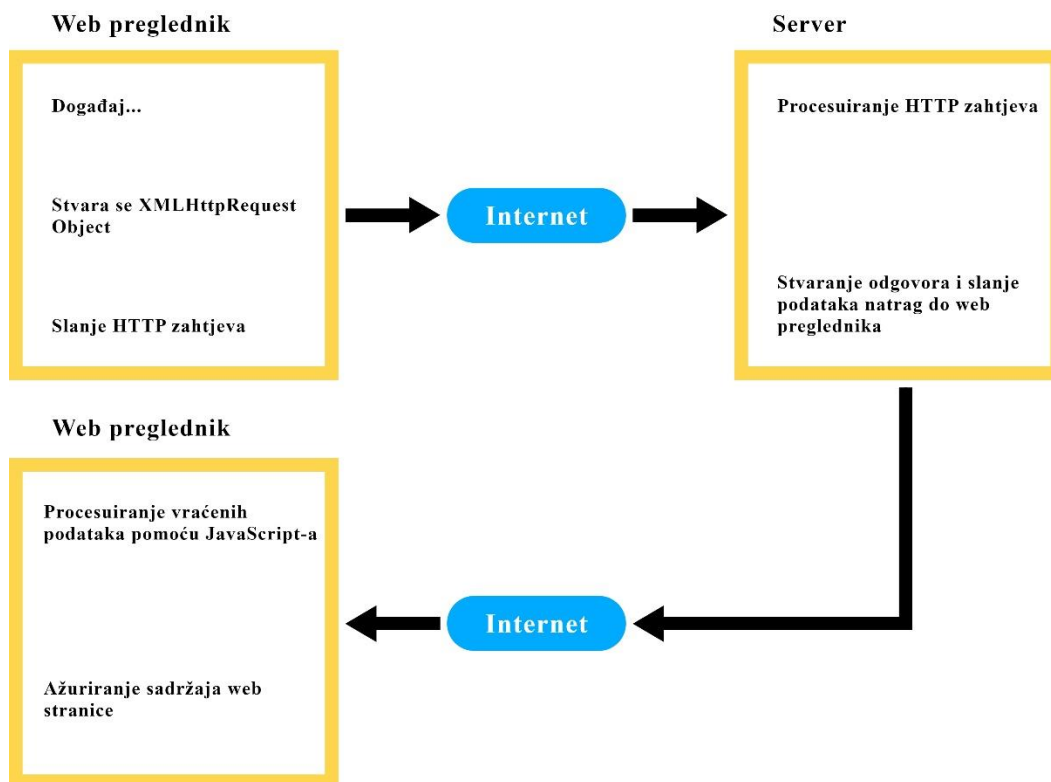 Web preglednik
Događaj...
Stvara se XMLHttpRequest
Object
Slanje HTTP zahtjeva
Internet
Server
Procesuiranje HTTP zahtjeva
Stvaranje odgovora i slanje
podataka natrag do web
preglednika
Web preglednik
Procesuiranje vraćenih
podataka pomoću JavaScript-a
Ažuriranje sadržaja web
stranice
Internet